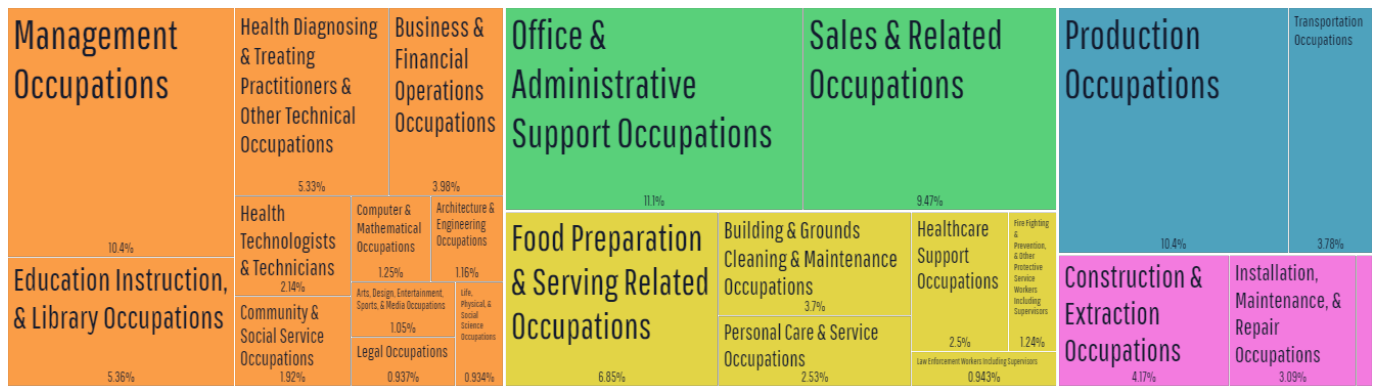 Management
Occupations
10.4%
Education Instruction,
& Library Occupations
5.36%
Health Diagnosing
& Treating
Practitioners &
Other Technical
Occupations
5.33%
Business &
Financial
Operations
Occupations
3.98%
Health
Technologists
& Technicians
2.14%
Community &
Social Service
Occupations
1.92%
Computer &
Mathematical
Occupations
1.25%
Architecture &
Engineering
Occupations
1.16%
Arts, Design, Entertainment,
Sports, & Media Occupations
1.05%
Legal Occupations
0.937%
Life,
Physical, &
Social
Science
Occupations
0.934%
Office &
Administrative
Support Occupations
11.1%
Sales & Related
Occupations
9.47%
Food Preparation
& Serving Related
Occupations
6.85%
Building & Grounds
Cleaning & Maintenance
Occupations
3.7%
Personal Care & Service
Occupations
2.53%
Healthcare
Support
Occupations
2.5%
Fire Fighting
&
Prevention,
& Other
Protective
Service
Workers
Including
Supervisors
1.24%
Law Enforcement Workers Including Supervisors
0.943%
Production
Occupations
10.4%
Transportation
Occupations
3.78%
Construction &
Extraction
Occupations
4.17%
Installation,
Maintenance, &
Repair
Occupations
3.09%